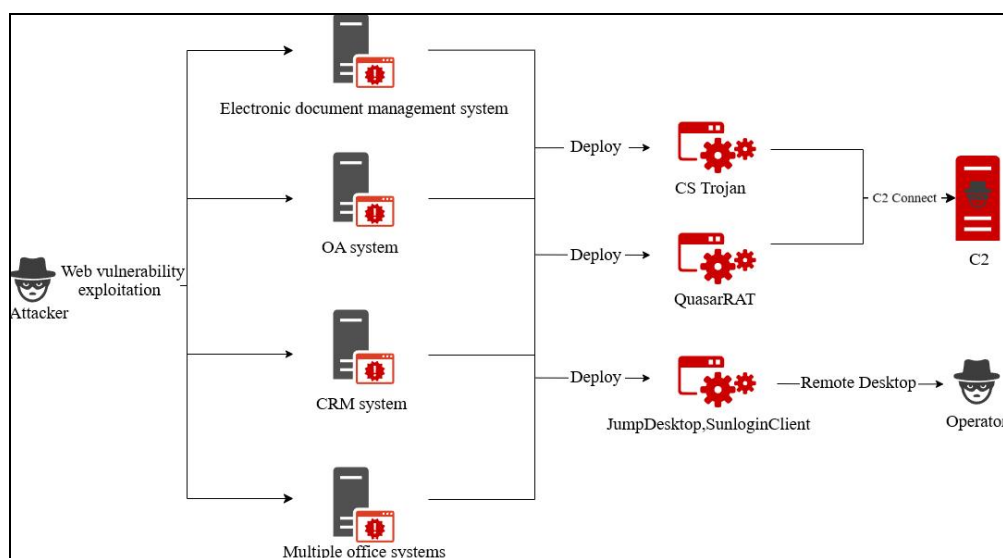 Electronic document management system
Deploy
CS Trojan
OA system
C2 Connect
C2
Web vulnerability
exploitation
Attacker
Deploy
QuasarRAT
CRM system
Deploy
JumpDesktop,SunloginClient
Remote Desktop
Operator
Multiple office systems